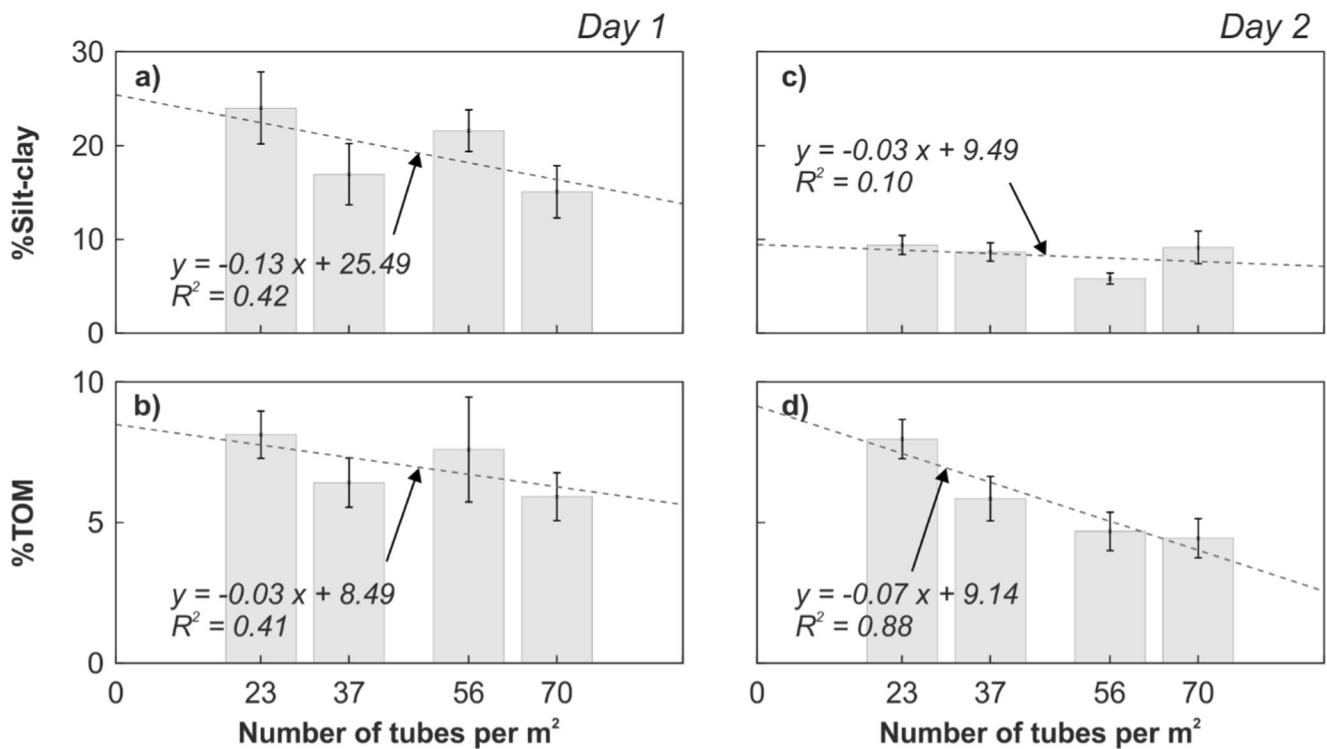 Day 1
Day 2
30
20
10
0
%Silt-clay
a)
y = -0.13 x + 25.49
R² = 0.42
c)
y = -0.03 x + 9.49
R² = 0.10
10
5
0
%TOM
b)
y = -0.03 x + 8.49
R² = 0.41
d)
y = -0.07 x + 9.14
R² = 0.88
0 23 37 56 70
0 23 37 56 70
Number of tubes per m²
Number of tubes per m²